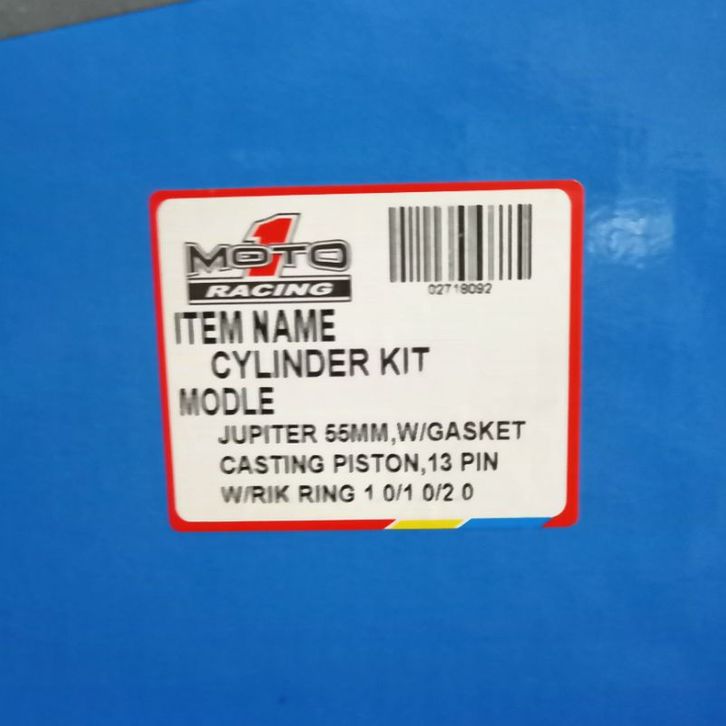 MOTO 1
RACING
02718092
ITEM NAME
CYLINDER KIT
MODLE
JUPITER 55MM,W/GASKET
CASTING PISTON,13 PIN
W/RIK RING 1 0/1 0/2 0